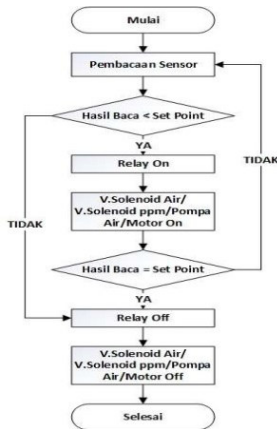 Mulai
Pembacaan Sensor
Hasil Baca < Set Point
YA
Relay On
TIDAK
TIDAK
V.Solenoid Air/
V.Solenoid ppm/Pompa
Air/Motor On
Hasil Baca = Set Point
YA
Relay Off
V.Solenoid Air/
V.Solenoid ppm/Pompa
Air/Motor Off
Selesai